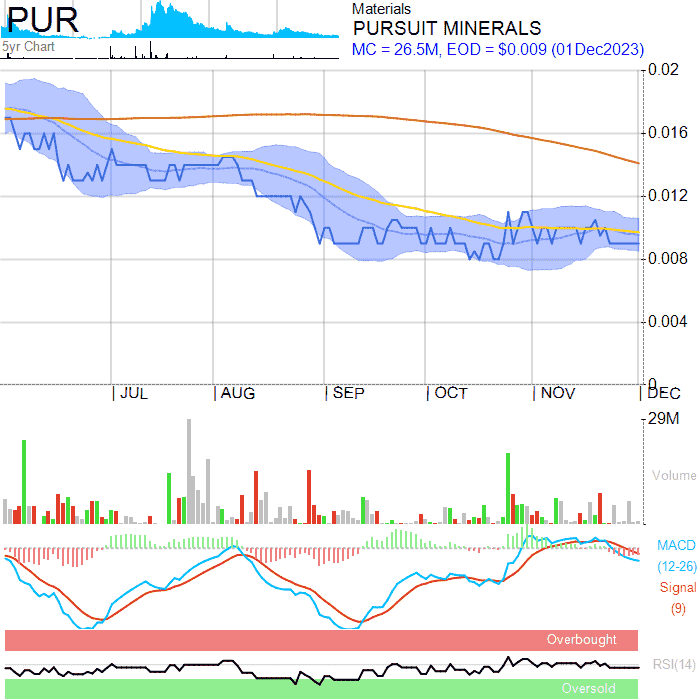 PUR
5yr Chart
Materials
PURSUIT MINERALS
MC = 26.5M, EOD = $0.009 (01Dec2023)
0.02
0.016
0.012
0.008
0.004
0
JUL AUG SEP OCT NOV DEC
29M
Volume
MACD
(12-26)
Signal
(9)
Overbought
RSI(14)
Oversold